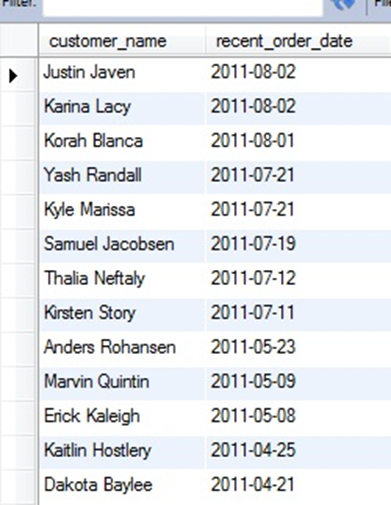 Filter:
customer_name recent_order_date
Justin Javen 2011-08-02
Karina Lacy 2011-08-02
Korah Blanca 2011-08-01
Yash Randall 2011-07-21
Kyle Marissa 2011-07-21
Samuel Jacobsen 2011-07-19
Thalia Neftaly 2011-07-12
Kirsten Story 2011-07-11
Anders Rohansen 2011-05-23
Marvin Quintin 2011-05-09
Erick Kaleigh 2011-05-08
Kaitlin Hostlery 2011-04-25
Dakota Baylee 2011-04-21